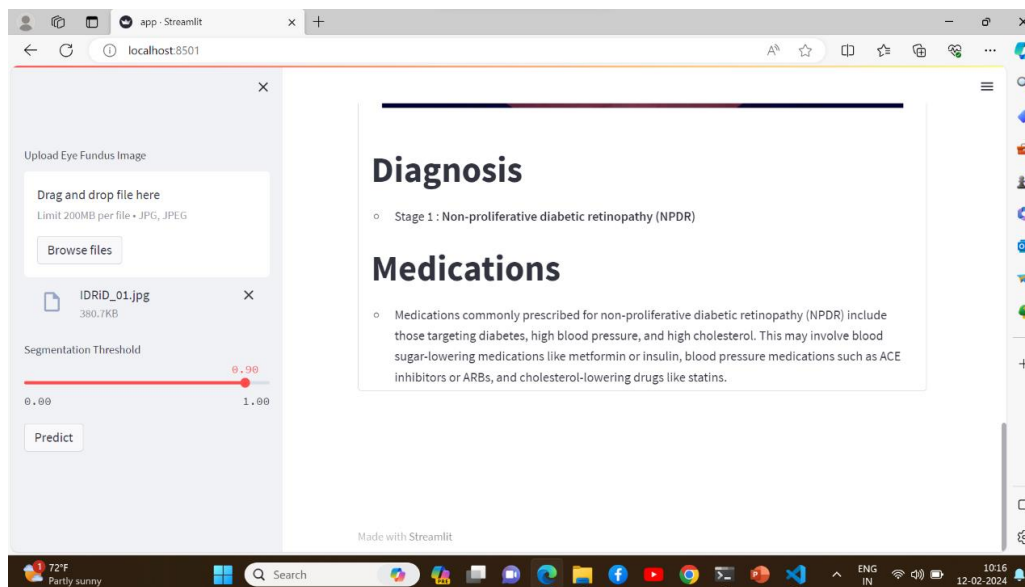 app · Streamlit
localhost:8501
Upload Eye Fundus Image
Drag and drop file here
Limit 200MB per file • JPG, JPEG
Browse files
IDRiD_01.jpg
380.7KB
Segmentation Threshold
0.90
0.00 1.00
Predict
Diagnosis
Stage 1 : Non-proliferative diabetic retinopathy (NPDR)
Medications
Medications commonly prescribed for non-proliferative diabetic retinopathy (NPDR) include
those targeting diabetes, high blood pressure, and high cholesterol. This may involve blood
sugar-lowering medications like metformin or insulin, blood pressure medications such as ACE
inhibitors or ARBs, and cholesterol-lowering drugs like statins.
Made with Streamlit
1
72°F
Partly sunny
Search
ENG
IN
10:16
12-02-2024